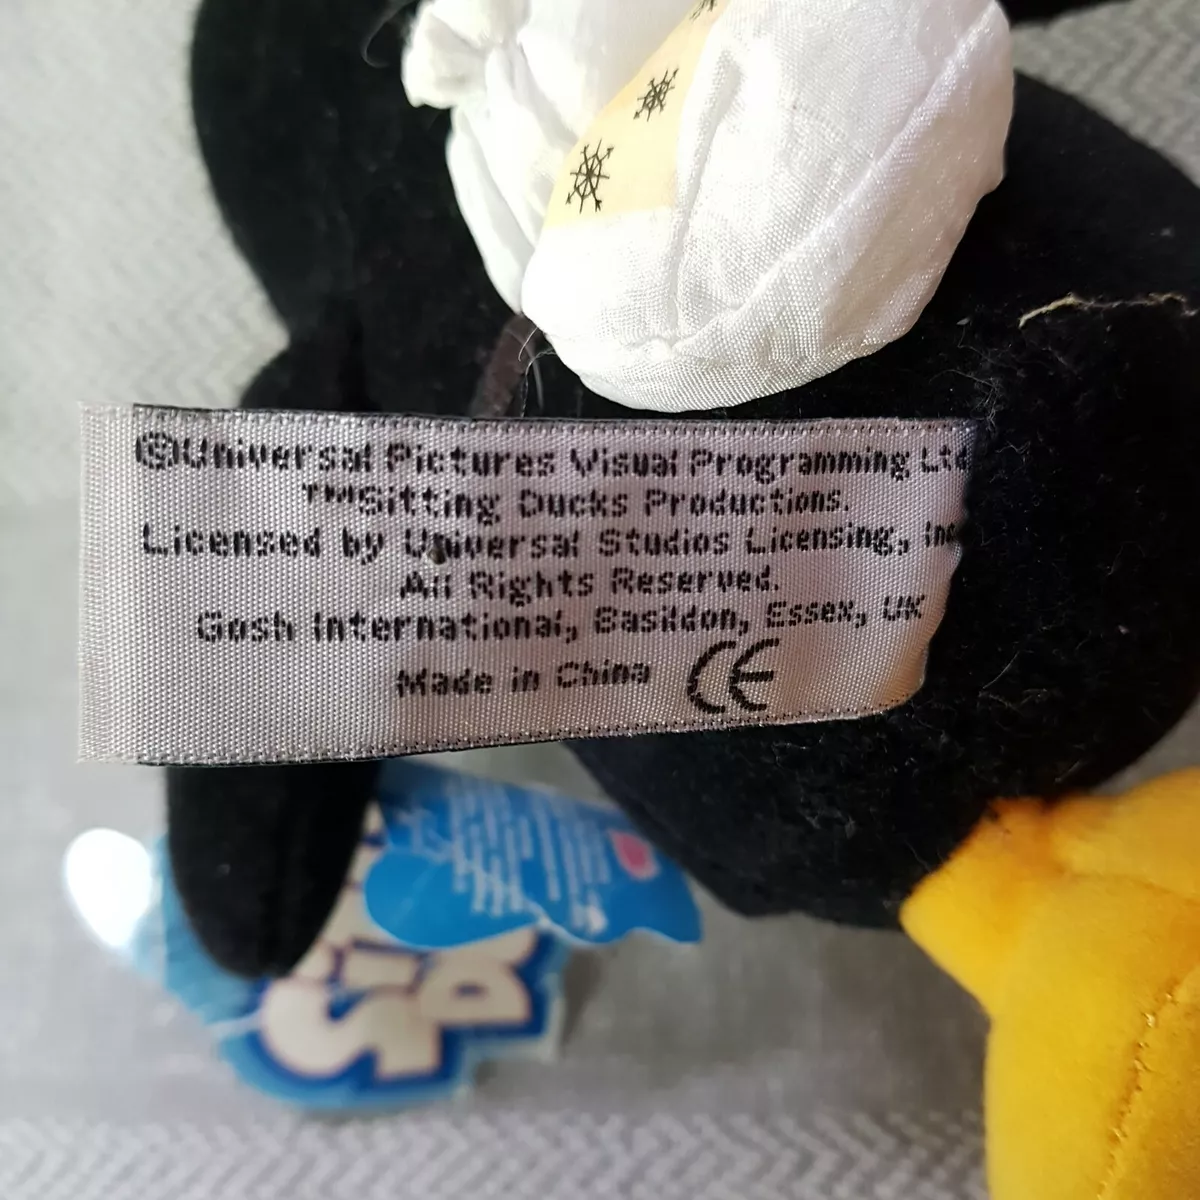 ©Universal Pictures Visual Programming Ltd
™Sitting Ducks Productions.
Licensed by Universal Studios Licensing, Inc
All Rights Reserved.
Gosh International, Basildon, Essex, UK
Made in China CE